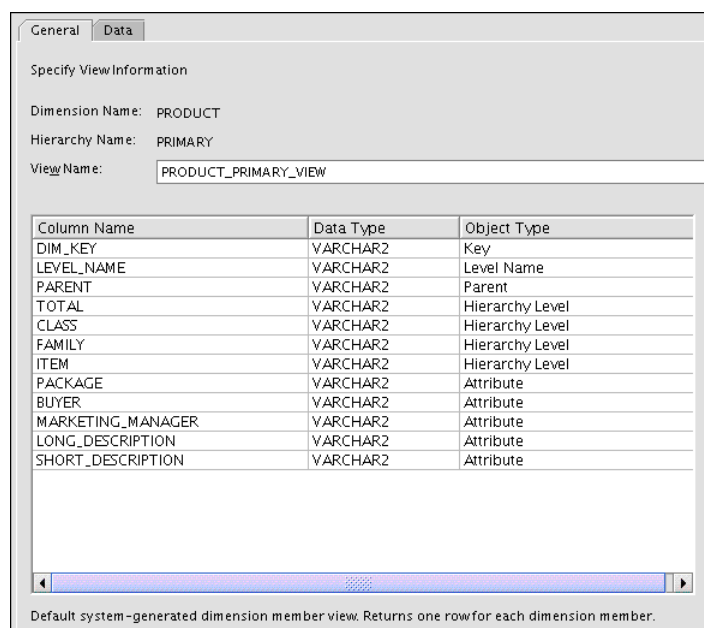 General Data
Specify View Information
Dimension Name: PRODUCT
Hierarchy Name: PRIMARY
View Name: PRODUCT_PRIMARY_VIEW
Column Name Data Type Object Type
DIM_KEY VARCHAR2 Key
LEVEL_NAME VARCHAR2 Level Name
PARENT VARCHAR2 Parent
TOTAL VARCHAR2 Hierarchy Level
CLASS VARCHAR2 Hierarchy Level
FAMILY VARCHAR2 Hierarchy Level
ITEM VARCHAR2 Hierarchy Level
PACKAGE VARCHAR2 Attribute
BUYER VARCHAR2 Attribute
MARKETING_MANAGER VARCHAR2 Attribute
LONG_DESCRIPTION VARCHAR2 Attribute
SHORT_DESCRIPTION VARCHAR2 Attribute
Default system-generated dimension member view. Returns one row for each dimension member.